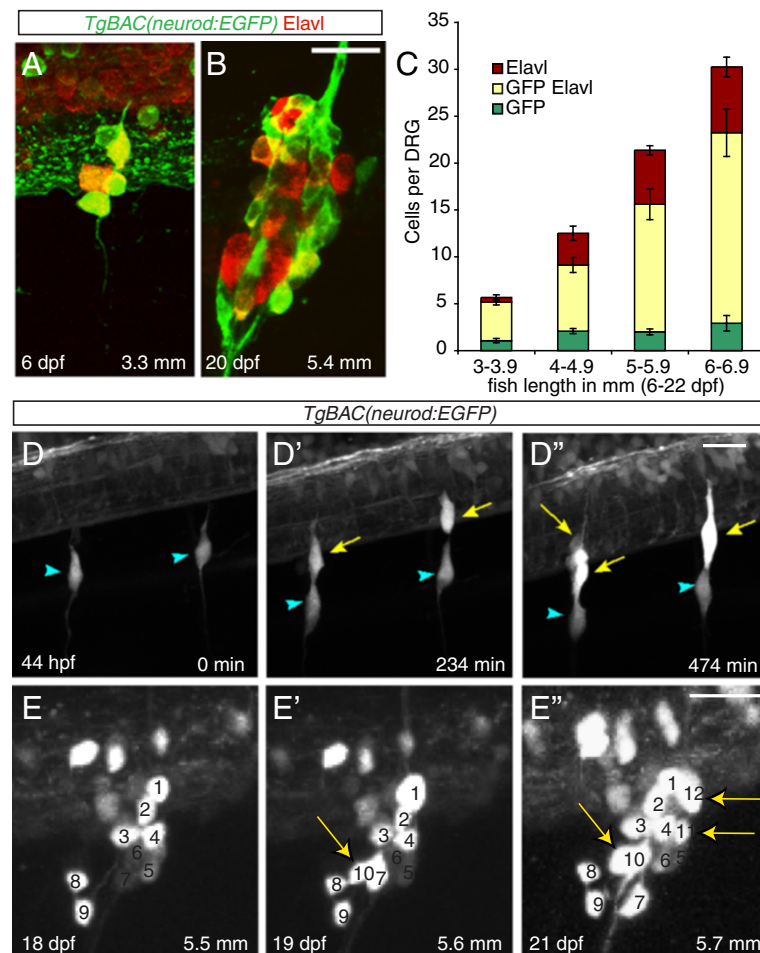 TgBAC(neurod:EGFP) Elavl
A
6 dpf
3.3 mm
B
20 dpf
5.4 mm
C
Elavl
GFP Elavl
GFP
Cells per DRG
35
30
25
20
15
10
5
0
3-3.9
4-4.9
5-5.9
6-6.9
fish length in mm (6-22 dpf)
TgBAC(neurod:EGFP)
D
44 hpf
0 min
D'
234 min
D"
474 min
E
1
2
3
4
6
5
7
8
9
18 dpf
5.5 mm
E'
1
2
3
4
6
5
10
7
8
9
19 dpf
5.6 mm
E"
1
12
2
3
4
11
10
6
5
8
9
7
21 dpf
5.7 mm